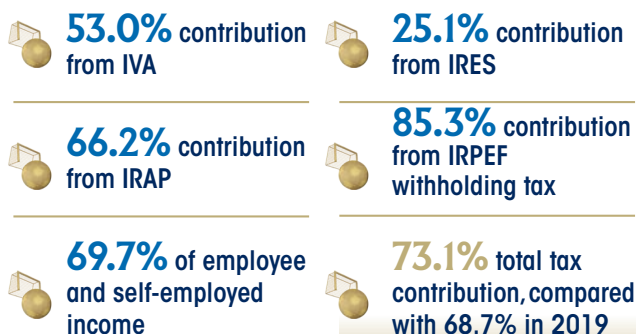 53.0% contribution
from IVA
25.1% contribution
from IRES
66.2% contribution
from IRAP
85.3% contribution
from IRPEF
withholding tax
69.7% of employee
and self-employed
income
73.1% total tax
contribution, compared
with 68.7% in 2019